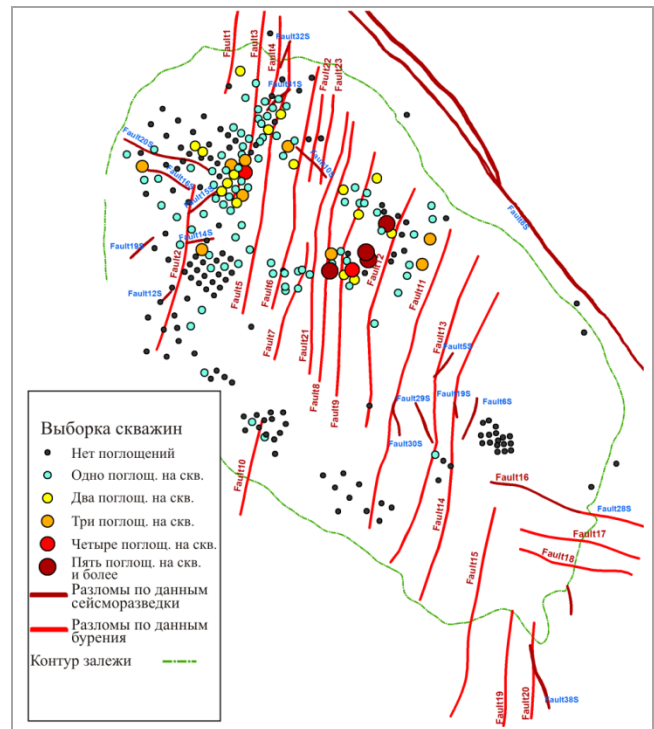 Fault1
Fault3
Fault4
Fault32S
Fault22
Fault23
Fault20S
Fault10S
Fault15S
Fault14S
Fault19S
Fault2
Fault12S
Fault5
Fault6
Fault7
Fault21
Fault8
Fault9
Fault12
Fault11
Fault13
Fault5S
Fault29S
Fault19S
Fault6S
Fault30S
Fault10
Fault14
Fault15
Fault16
Fault28S
Fault17
Fault18
Fault19
Fault20
Fault38S
Выборка скважин
Нет поглощений
Одно поглощ. на скв.
Два поглощ. на скв.
Три поглощ. на скв.
Четыре поглощ. на скв.
Пять поглощ. на скв.
и более
Разломы по данным
сейсморазведки
Разломы по данным
бурения
Контур залежи